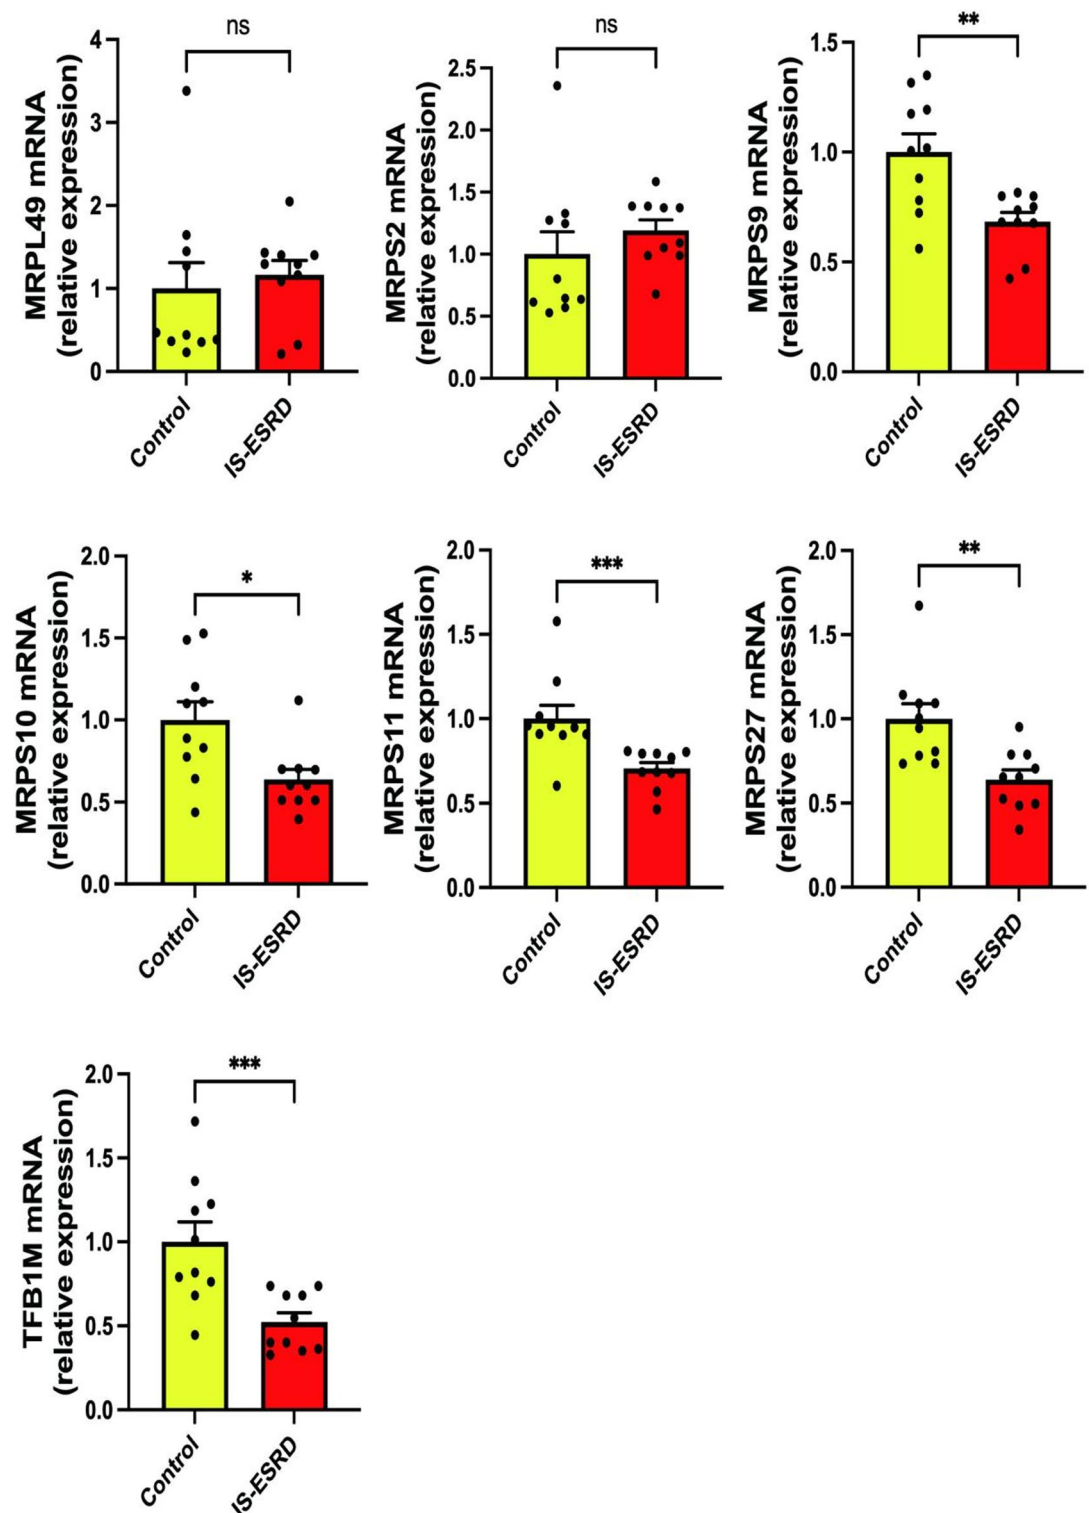 ns
MRPL49 mRNA
(relative expression)
4
3
2
1
0
Control
IS-ESRD
ns
MRPS2 mRNA
(relative expression)
2.5
2.0
1.5
1.0
0.5
0.0
Control
IS-ESRD
**
MRPS9 mRNA
(relative expression)
1.5
1.0
0.5
0.0
Control
IS-ESRD
*
MRPS10 mRNA
(relative expression)
2.0
1.5
1.0
0.5
0.0
Control
IS-ESRD
***
MRPS11 mRNA
(relative expression)
2.0
1.5
1.0
0.5
0.0
Control
IS-ESRD
**
MRPS27 mRNA
(relative expression)
2.0
1.5
1.0
0.5
0.0
Control
IS-ESRD
***
TFB1M mRNA
(relative expression)
2.0
1.5
1.0
0.5
0.0
Control
IS-ESRD